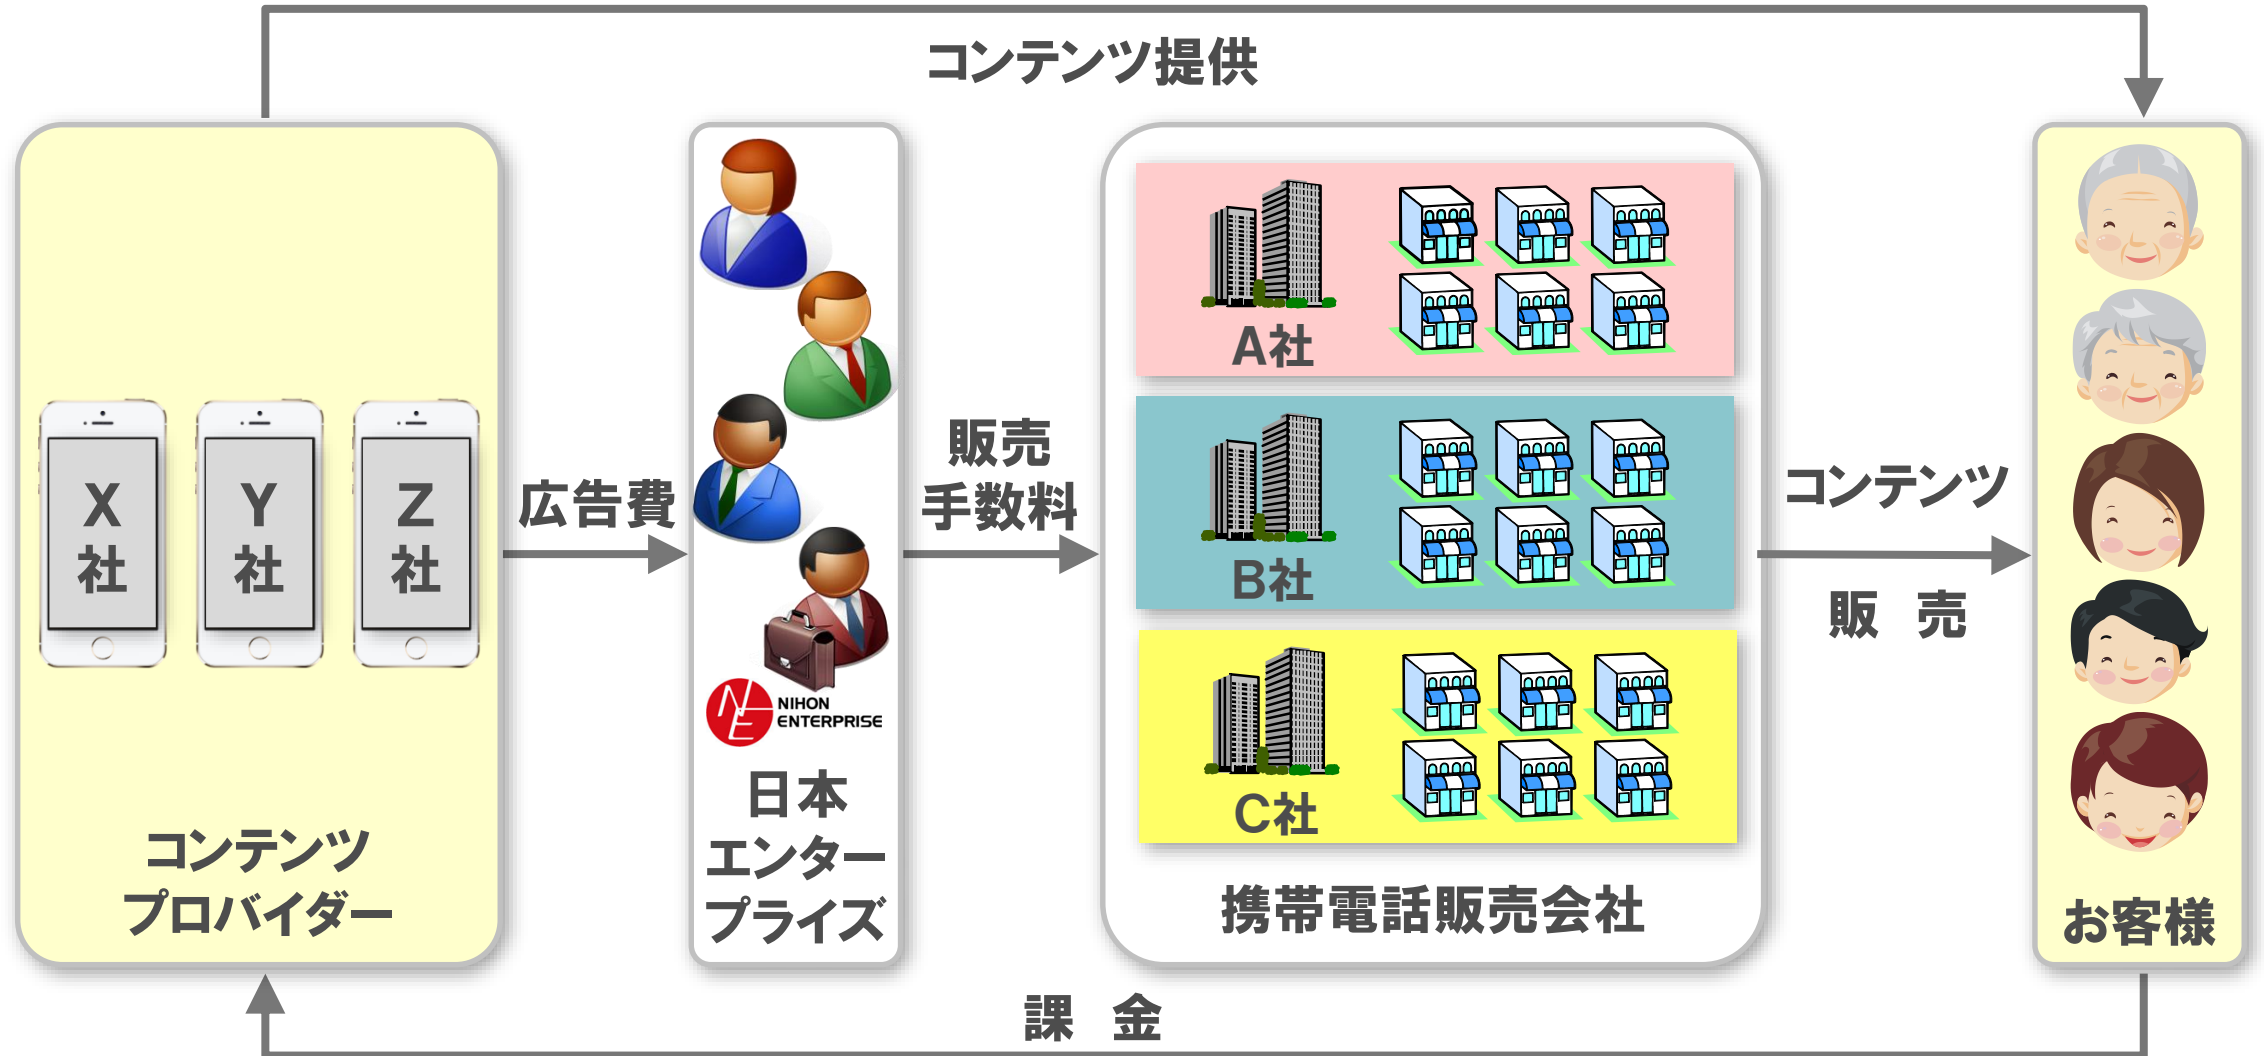 コンテンツ提供
X
社
Y
社
Z
社
コンテンツ
プロバイダー
広告費
NE
NIHON
ENTERPRISE
日本
エンター
プライズ
販売
手数料
A社
B社
C社
携帯電話販売会社
コンテンツ
販 売
お客様
課 金